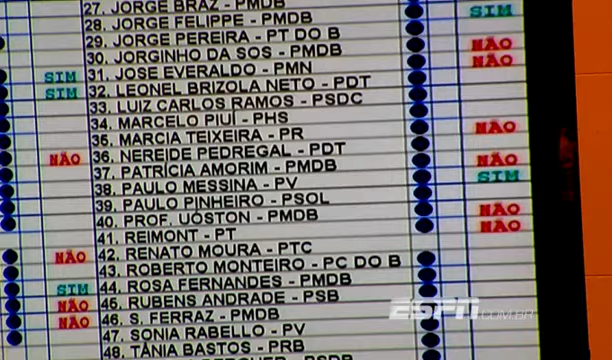 27. JORGE BRAZ - PMDB SIM
28. JORGE FELIPPE - PMDB
29. JORGE PEREIRA - PT DO B NÃO
30. JORGINHO DA SOS - PMDB NÃO
SIM 31. JOSE EVERALDO - PMN
SIM 32. LEONEL BRIZOLA NETO - PDT
33. LUIZ CARLOS RAMOS - PSDC
34. MARCELO PIUÍ - PHS NÃO
35. MARCIA TEIXEIRA - PR
NÃO 36. NEREIDE PEDREGAL - PDT NÃO
37. PATRÍCIA AMORIM - PMDB SIM
38. PAULO MESSINA - PV
39. PAULO PINHEIRO - PSOL NÃO
40. PROF. UÓSTON - PMDB NÃO
41. REIMONT - PT
NÃO 42. RENATO MOURA - PTC
43. ROBERTO MONTEIRO - PC DO B
SIM 44. ROSA FERNANDES - PMDB
NÃO 45. RUBENS ANDRADE - PSB
NÃO 46. S. FERRAZ - PMDB
47. SONIA RABELLO - PV
48. TÂNIA BASTOS - PRB
ESPN.COM.BR